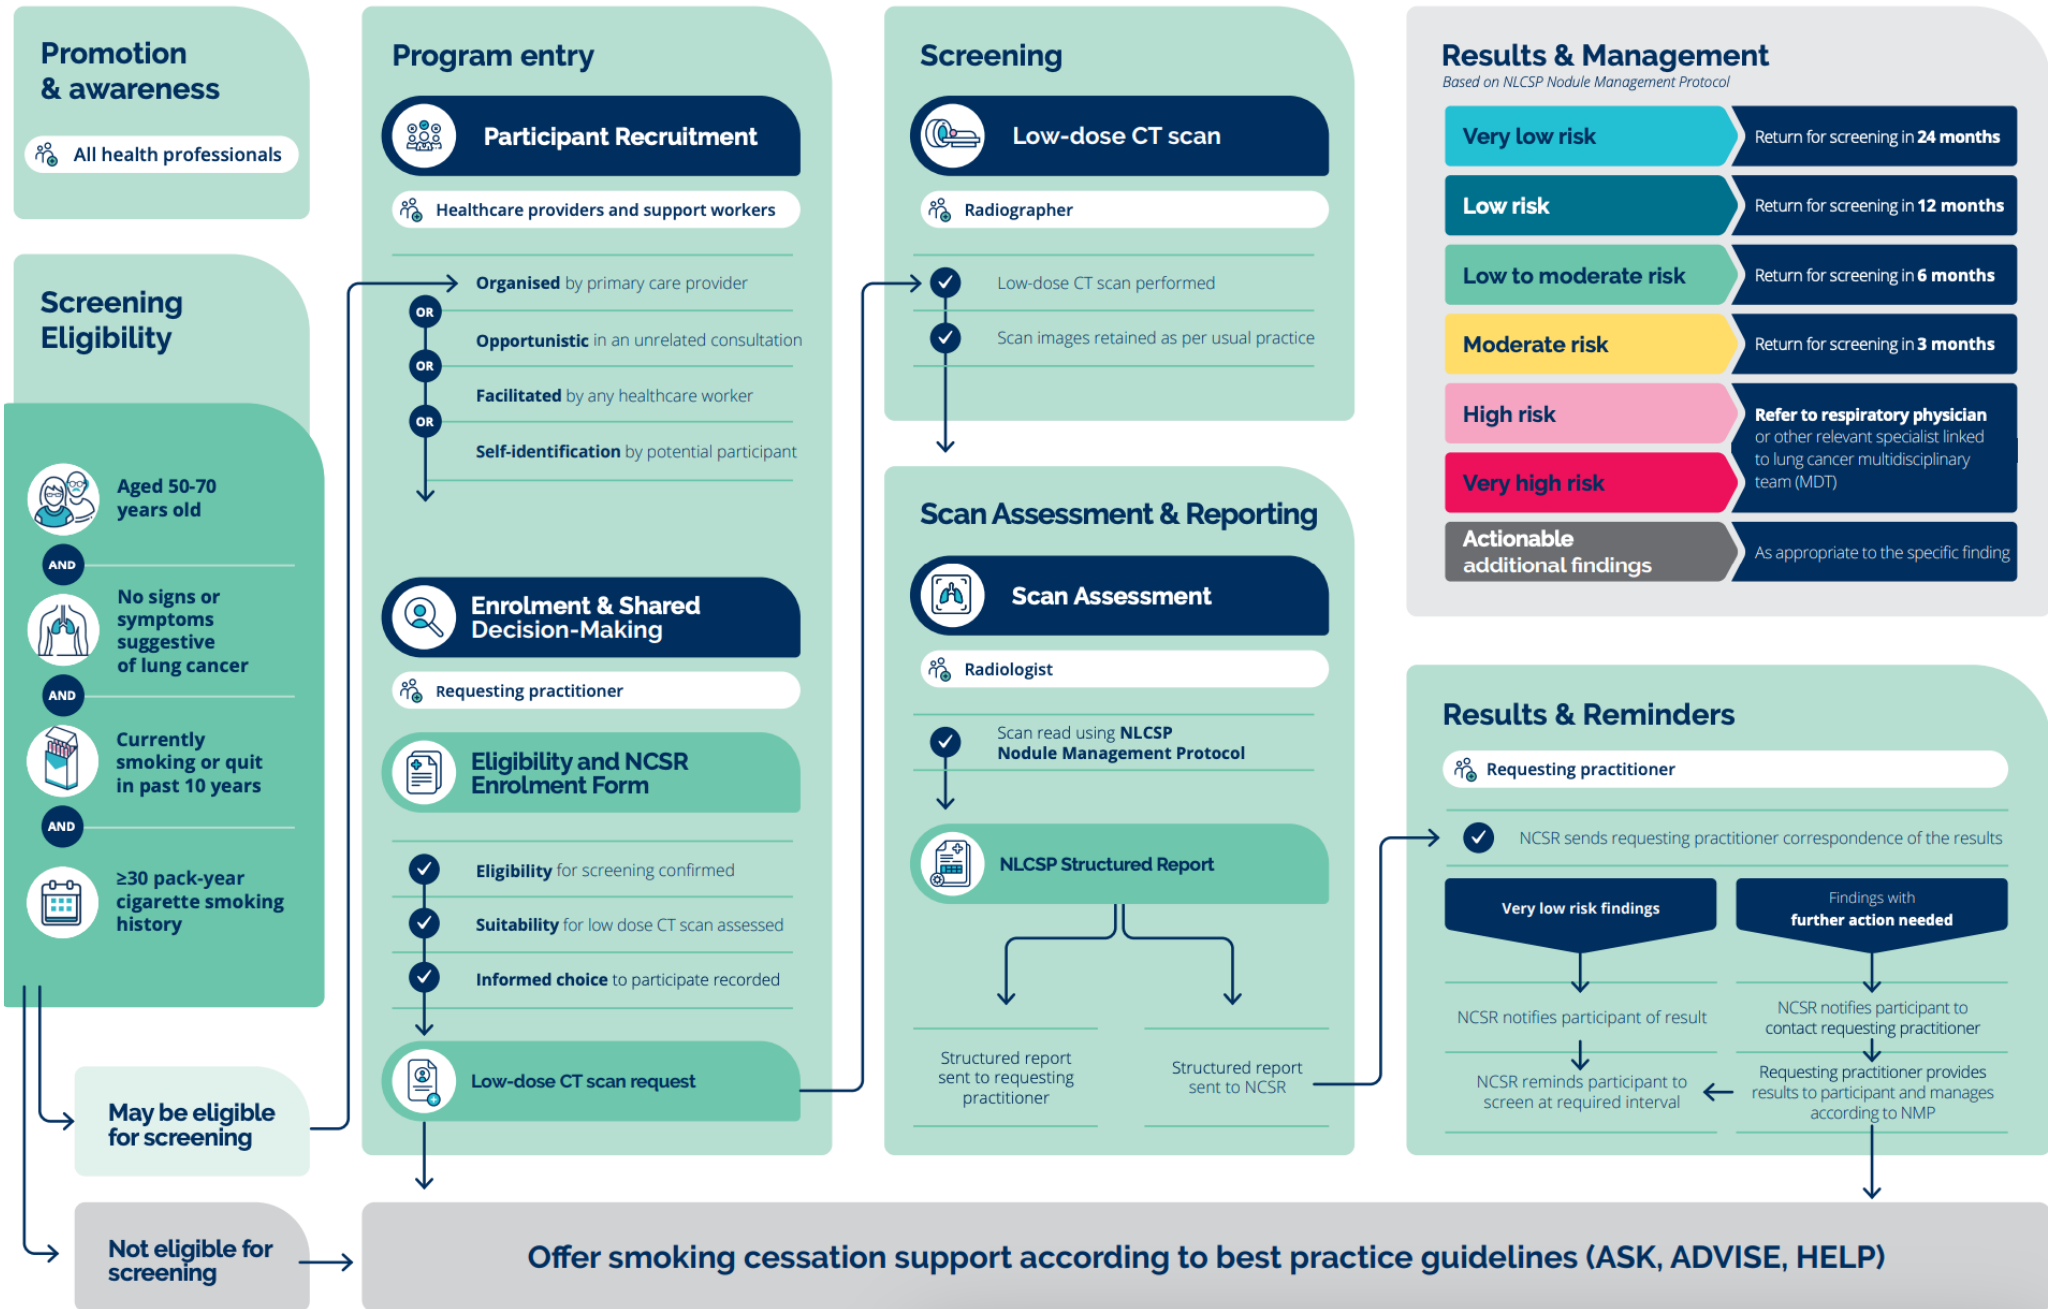 Promotion
& awareness
All health professionals
Screening
Eligibility
Aged 50-70
years old
AND
No signs or
symptoms
suggestive
of lung cancer
AND
Currently
smoking or quit
in past 10 years
AND
≥30 pack-year
cigarette smoking
history
May be eligible
for screening
Not eligible for
screening
Program entry
Participant Recruitment
Healthcare providers and support workers
Organised by primary care provider
OR
Opportunistic in an unrelated consultation
OR
Facilitated by any healthcare worker
OR
Self-identification by potential participant
Enrolment & Shared
Decision-Making
Requesting practitioner
Eligibility and NCSR
Enrolment Form
Eligibility for screening confirmed
Suitability for low dose CT scan assessed
Informed choice to participate recorded
Low-dose CT scan request
Screening
Low-dose CT scan
Radiographer
Low-dose CT scan performed
Scan images retained as per usual practice
Scan Assessment & Reporting
Scan Assessment
Radiologist
Scan read using NLCSP
Nodule Management Protocol
NLCSP Structured Report
Structured report
sent to requesting
practitioner
Structured report
sent to NCSR
Results & Management
Based on NLCSP Nodule Management Protocol
Very low risk
Return for screening in 24 months
Low risk
Return for screening in 12 months
Low to moderate risk
Return for screening in 6 months
Moderate risk
Return for screening in 3 months
High risk
Very high risk
Refer to respiratory physician
or other relevant specialist linked
to lung cancer multidisciplinary
team (MDT)
Actionable
additional findings
As appropriate to the specific finding
Results & Reminders
Requesting practitioner
NCSR sends requesting practitioner correspondence of the results
Very low risk findings
NCSR notifies participant of result
NCSR reminds participant to
screen at required interval
Findings with
further action needed
NCSR notifies participant to
contact requesting practitioner
Requesting practitioner provides
results to participant and manages
according to NMP
Offer smoking cessation support according to best practice guidelines (ASK, ADVISE, HELP)